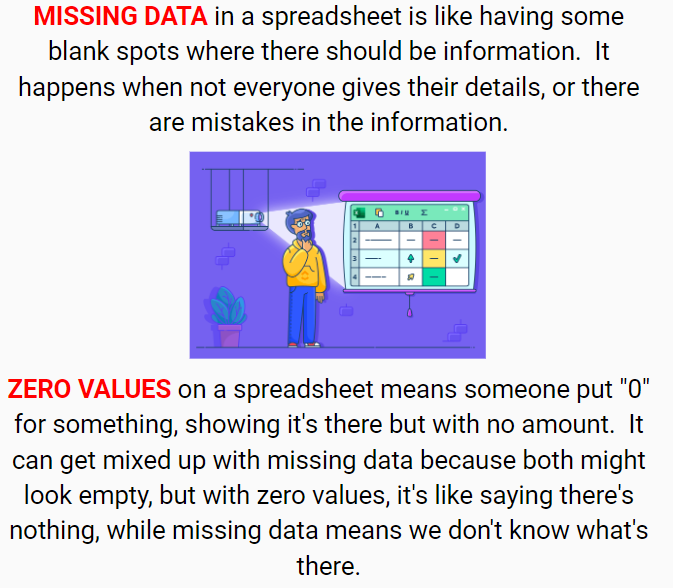 MISSING DATA in a spreadsheet is like having some
blank spots where there should be information.  It
happens when not everyone gives their details, or there
are mistakes in the information.
B I U Σ
1 A B C D
2
3
4
ZERO VALUES on a spreadsheet means someone put "0"
for something, showing it's there but with no amount.  It
can get mixed up with missing data because both might
look empty, but with zero values, it's like saying there's
nothing, while missing data means we don't know what's
there.